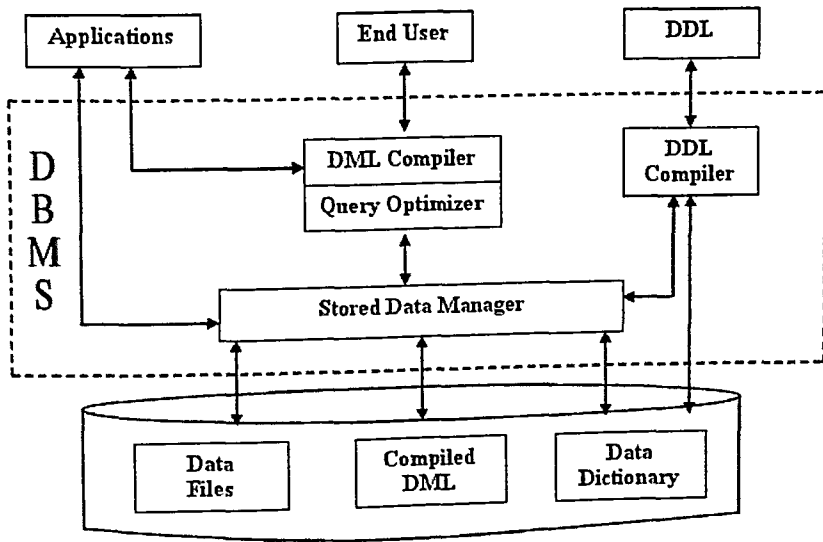 Applications
End User
DDL
D
B
M
S
DML Compiler
Query Optimizer
DDL
Compiler
Stored Data Manager
Data
Files
Compiled
DML
Data
Dictionary